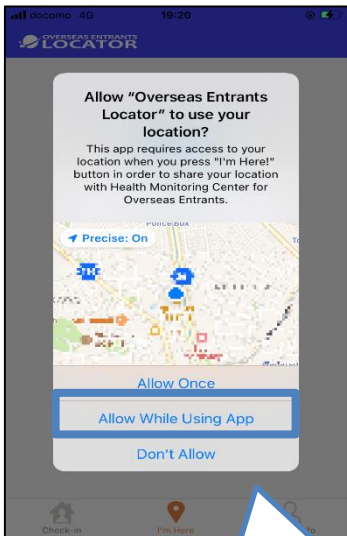 docomo 4G 19:20
OVERSEAS ENTRANTS
LOCATOR
Allow “Overseas Entrants
Locator” to use your
location?
This app requires access to your
location when you press "I'm Here!"
button in order to share your location
with Health Monitoring Center for
Overseas Entrants.
Precise: On
Allow Once
Allow While Using App
Don't Allow
Check-in
I'm Here